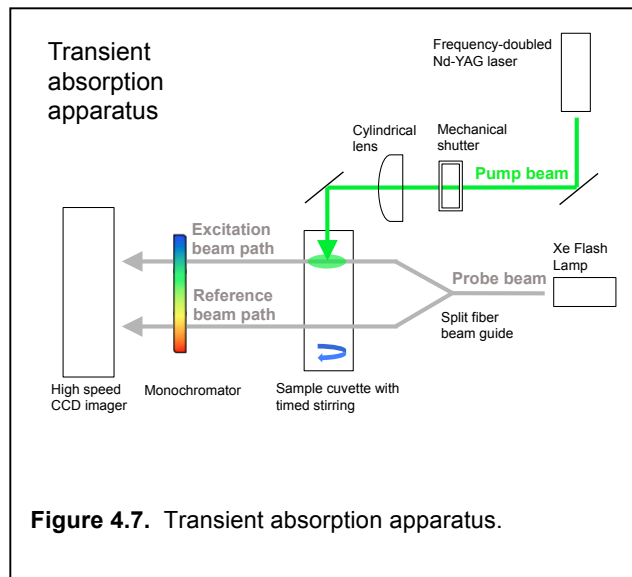 Transient
absorption
apparatus
Frequency-doubled
Nd-YAG laser
Cylindrical
lens
Mechanical
shutter
Pump beam
Excitation
beam path
Xe Flash
Lamp
Probe beam
Reference
beam path
Split fiber
beam guide
High speed
CCD imager
Monochromator
Sample cuvette with
timed stirring
Figure 4.7. Transient absorption apparatus.